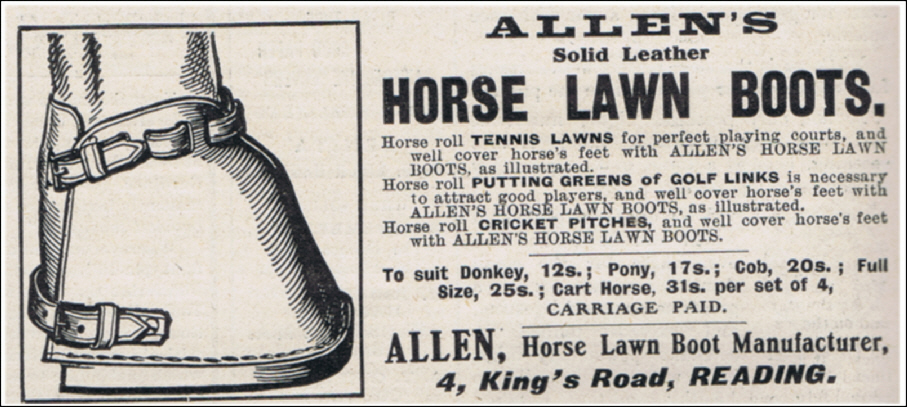 ALLEN'S
Solid Leather
HORSE LAWN BOOTS.
Horse roll TENNIS LAWNS for perfect playing courts, and
well cover horse's feet with ALLEN'S HORSE LAWN
BOOTS, as illustrated.
Horse roll PUTTING GREENS of GOLF LINKS is necessary
to attract good players, and well cover horse's feet with
ALLEN'S HORSE LAWN BOOTS, as illustrated.
Horse roll CRICKET PITCHES, and well cover horse's feet
with ALLEN'S HORSE LAWN BOOTS.
To suit Donkey, 12s.; Pony, 17s.; Cob, 20s.; Full
Size, 25s.; Cart Horse, 31s. per set of 4,
CARRIAGE PAID.
ALLEN, Horse Lawn Boot Manufacturer,
4, King's Road, READING.